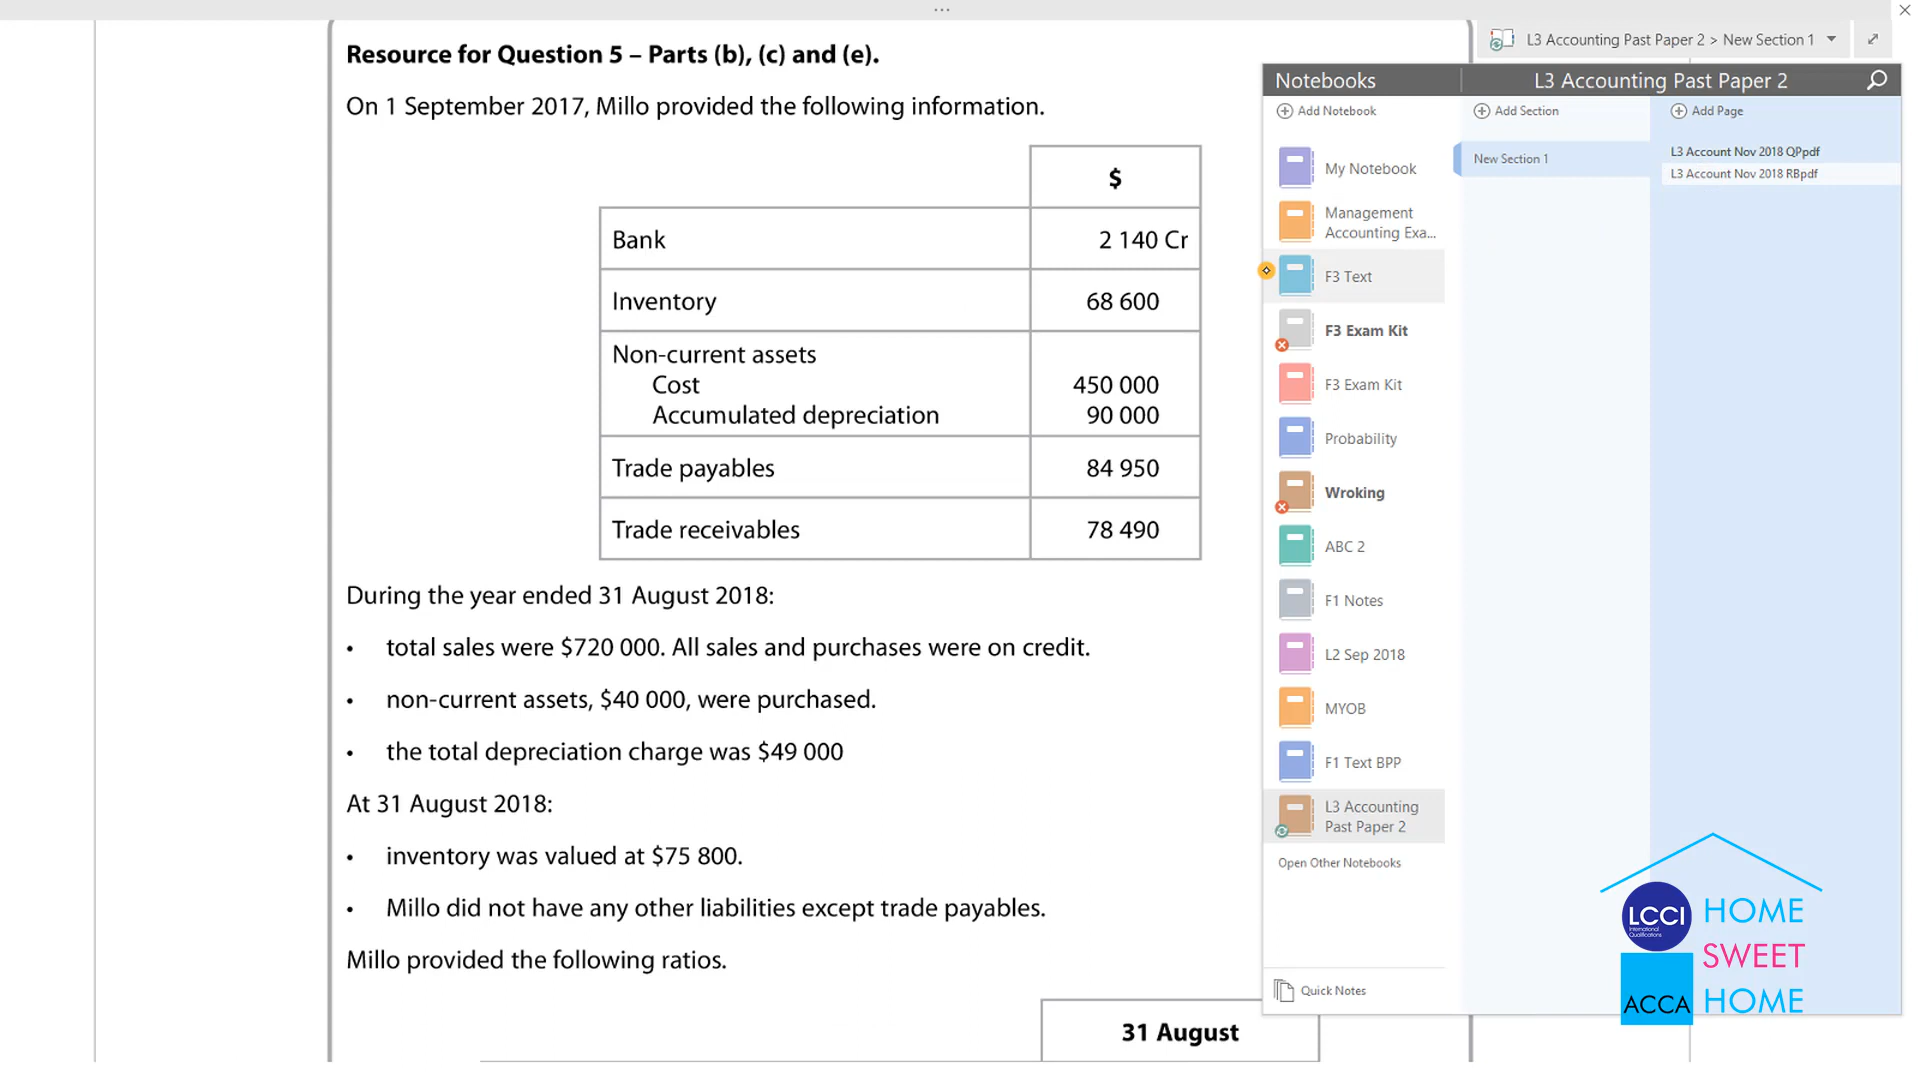 Resource for Question 5 – Parts (b), (c) and (e).
On 1 September 2017, Millo provided the following information.
$
Bank 2 140 Cr
Inventory 68 600
Non-current assets
Cost 450 000
Accumulated depreciation 90 000
Trade payables 84 950
Trade receivables 78 490
During the year ended 31 August 2018:
• total sales were $720 000. All sales and purchases were on credit.
• non-current assets, $40 000, were purchased.
• the total depreciation charge was $49 000
At 31 August 2018:
• inventory was valued at $75 800.
• Millo did not have any other liabilities except trade payables.
Millo provided the following ratios.
31 August
L3 Accounting Past Paper 2 > New Section 1
Notebooks
L3 Accounting Past Paper 2
Add Notebook
Add Section
Add Page
My Notebook
Management
Accounting Exa...
F3 Text
F3 Exam Kit
F3 Exam Kit
Probability
Wroking
ABC 2
F1 Notes
L2 Sep 2018
MYOB
F1 Text BPP
L3 Accounting
Past Paper 2
Open Other Notebooks
Quick Notes
New Section 1
L3 Account Nov 2018 QPpdf
L3 Account Nov 2018 RBpdf
LCCI
International
Qualifications
ACCA
HOME
SWEET
HOME